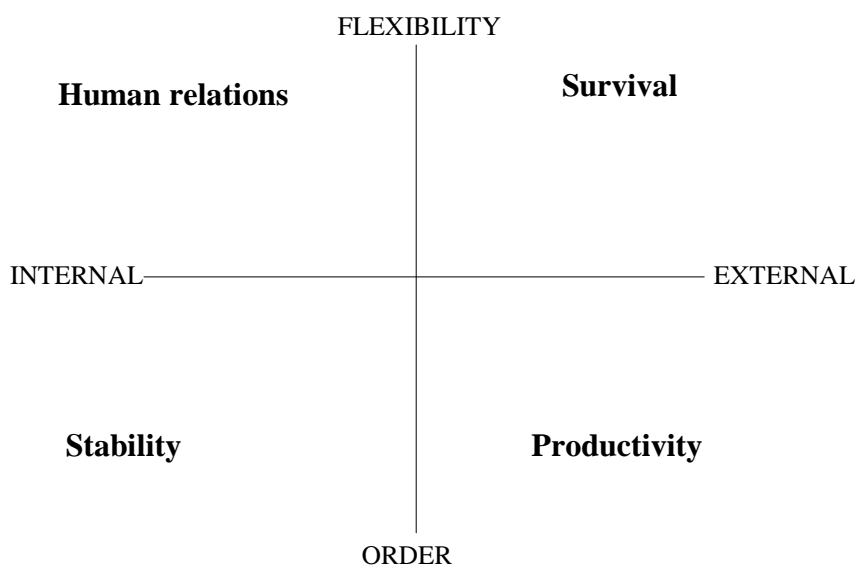 FLEXIBILITY
Human relations
Survival
INTERNAL
EXTERNAL
Stability
Productivity
ORDER